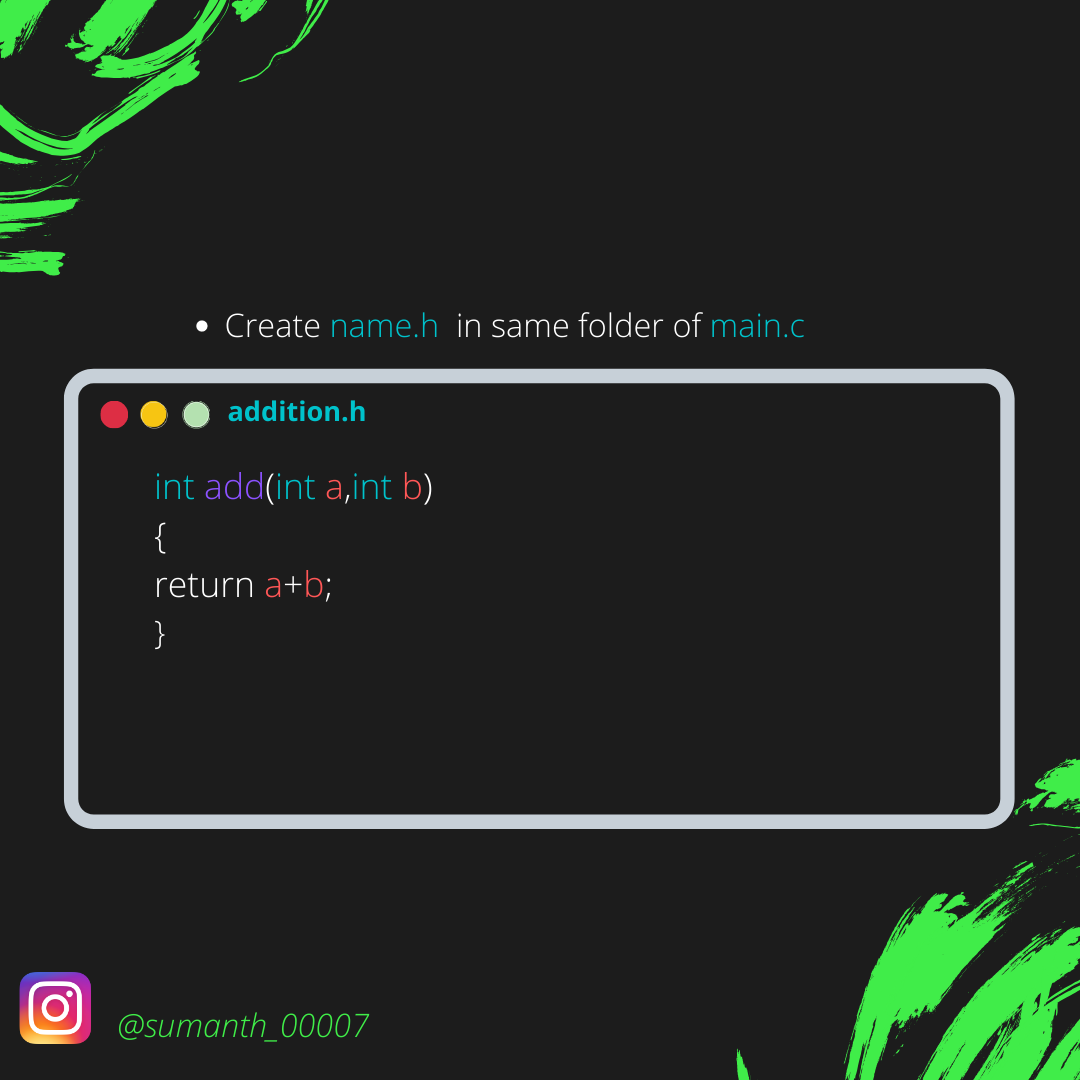 Create name.h  in same folder of main.c
addition.h
int add(int a,int b)
{
return a+b;
}
@sumanth_00007